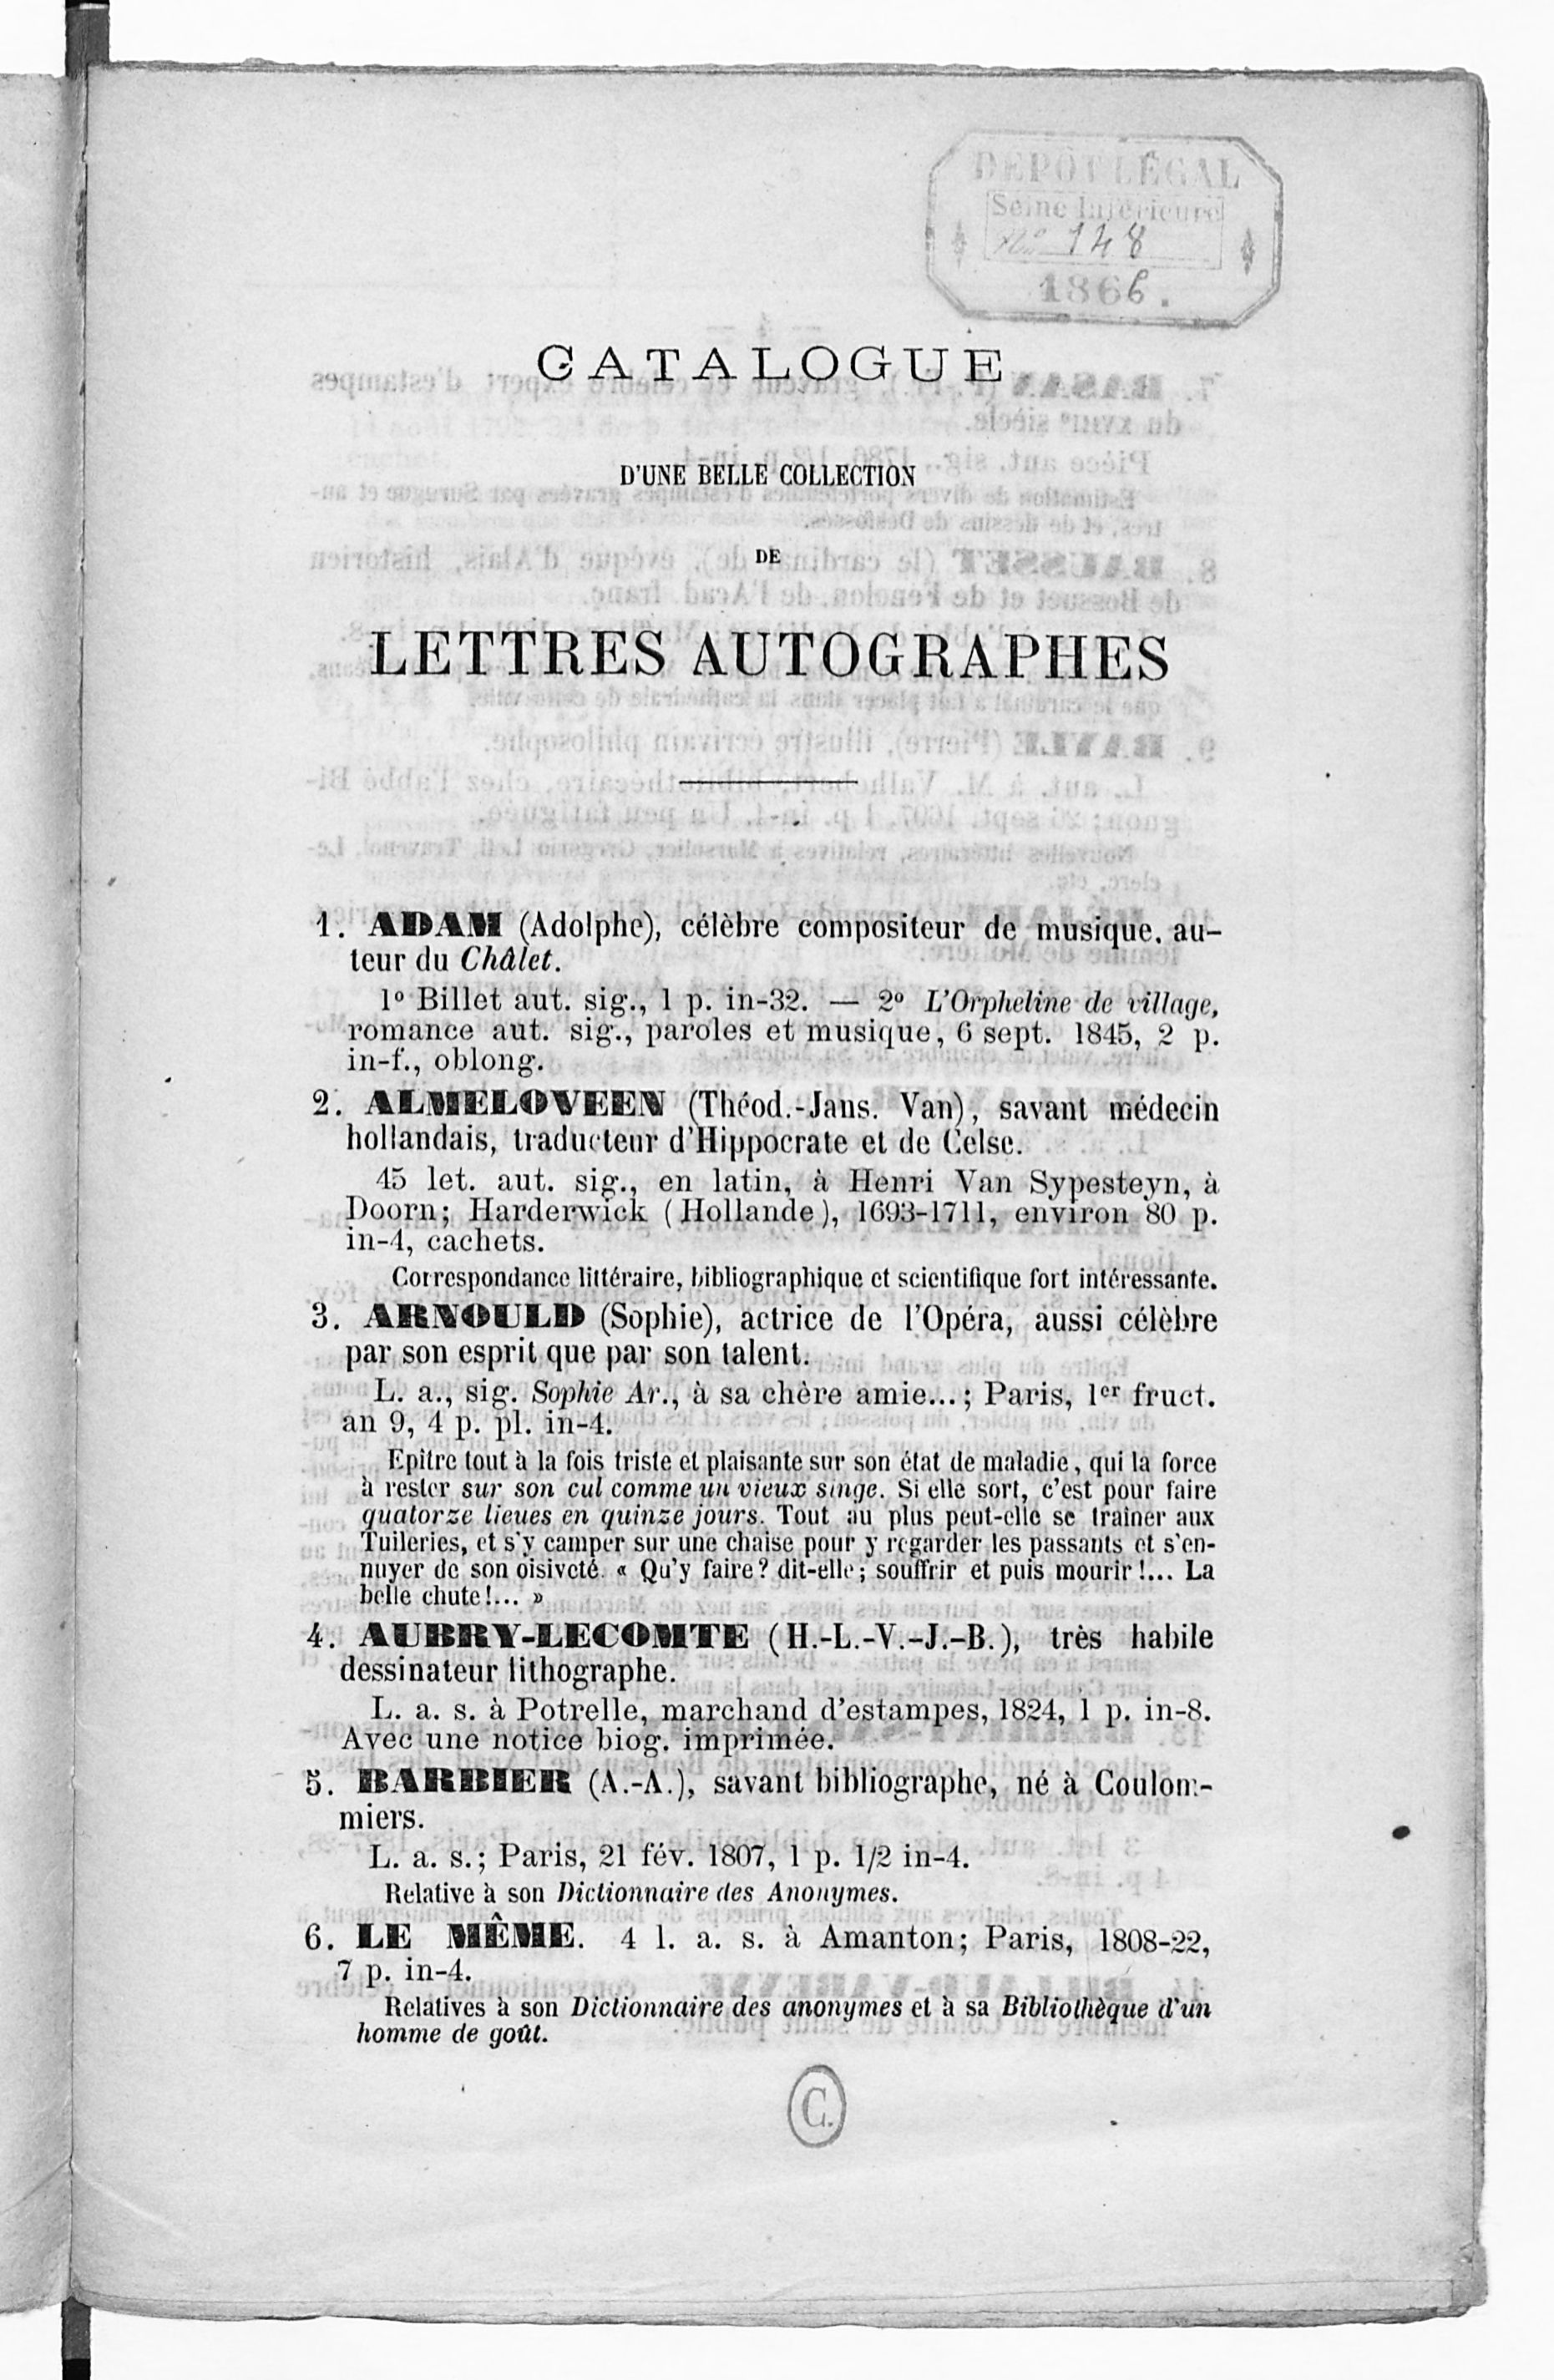 DÉPÔT LÉGAL
Seine Inférieure
No 148
1866.
CATALOGUE
D'UNE BELLE COLLECTION
DE
LETTRES AUTOGRAPHES
1. ADAM (Adolphe), célèbre compositeur de musique, au-
teur du Châlet.
1º Billet aut. sig., 1 p. in-32. — 2º L'Orpheline de village,
romance aut. sig., paroles et musique, 6 sept. 1845, 2 p.
in-f., oblong.
2. ALMELOVEEN (Théod.-Jans. Van), savant médecin
hollandais, traducteur d'Hippocrate et de Celse.
45 let. aut. sig., en latin, à Henri Van Sypesteyn, à
Doorn; Harderwick (Hollande), 1693-1711, environ 80 p.
in-4, cachets.
Correspondance littéraire, bibliographique et scientifique fort intéressante.
3. ARNOULD (Sophie), actrice de l'Opéra, aussi célèbre
par son esprit que par son talent.
L. a., sig. Sophie Ar., à sa chère amie...; Paris, 1er fruct.
an 9, 4 p. pl. in-4.
Epitre tout à la fois triste et plaisante sur son état de maladie, qui la force
à rester sur son cul comme un vieux singe. Si elle sort, c'est pour faire
quatorze lieues en quinze jours. Tout au plus peut-elle se traîner aux
Tuileries, et s'y camper sur une chaise pour y regarder les passants et s'en-
nuyer de son oisiveté. « Qu'y faire? dit-elle; souffrir et puis mourir!... La
belle chute!... »
4. AUBRY-LECOMTE (H.-L.-V.-J.-B.), très habile
dessinateur lithographe.
L. a. s. à Potrelle, marchand d'estampes, 1824, 1 p. in-8.
Avec une notice biog. imprimée.
5. BARBIER (A.-A.), savant bibliographe, né à Coulom-
miers.
L. a. s.; Paris, 21 fév. 1807, 1 p. 1/2 in-4.
Relative à son Dictionnaire des Anonymes.
6. LE MÊME. 4 l. a. s. à Amanton; Paris, 1808-22,
7 p. in-4.
Relatives à son Dictionnaire des anonymes et à sa Bibliothèque d'un
homme de goût.
C.